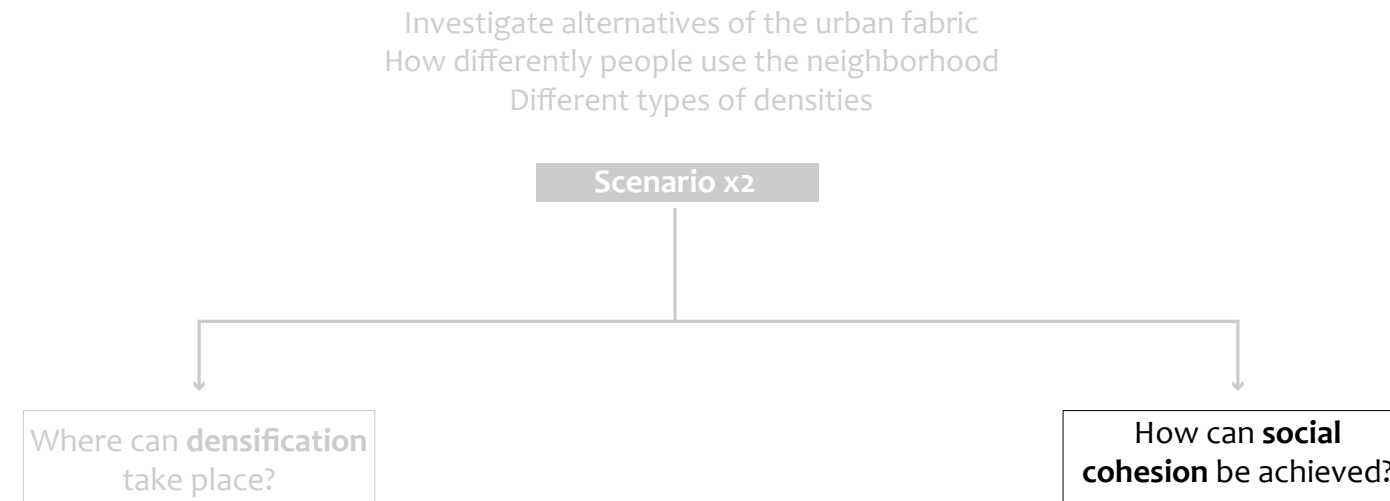 Investigate alternatives of the urban fabric
How differently people use the neighborhood
Different types of densities
Scenario x2
Where can densification
take place?
How can social
cohesion be achieved?